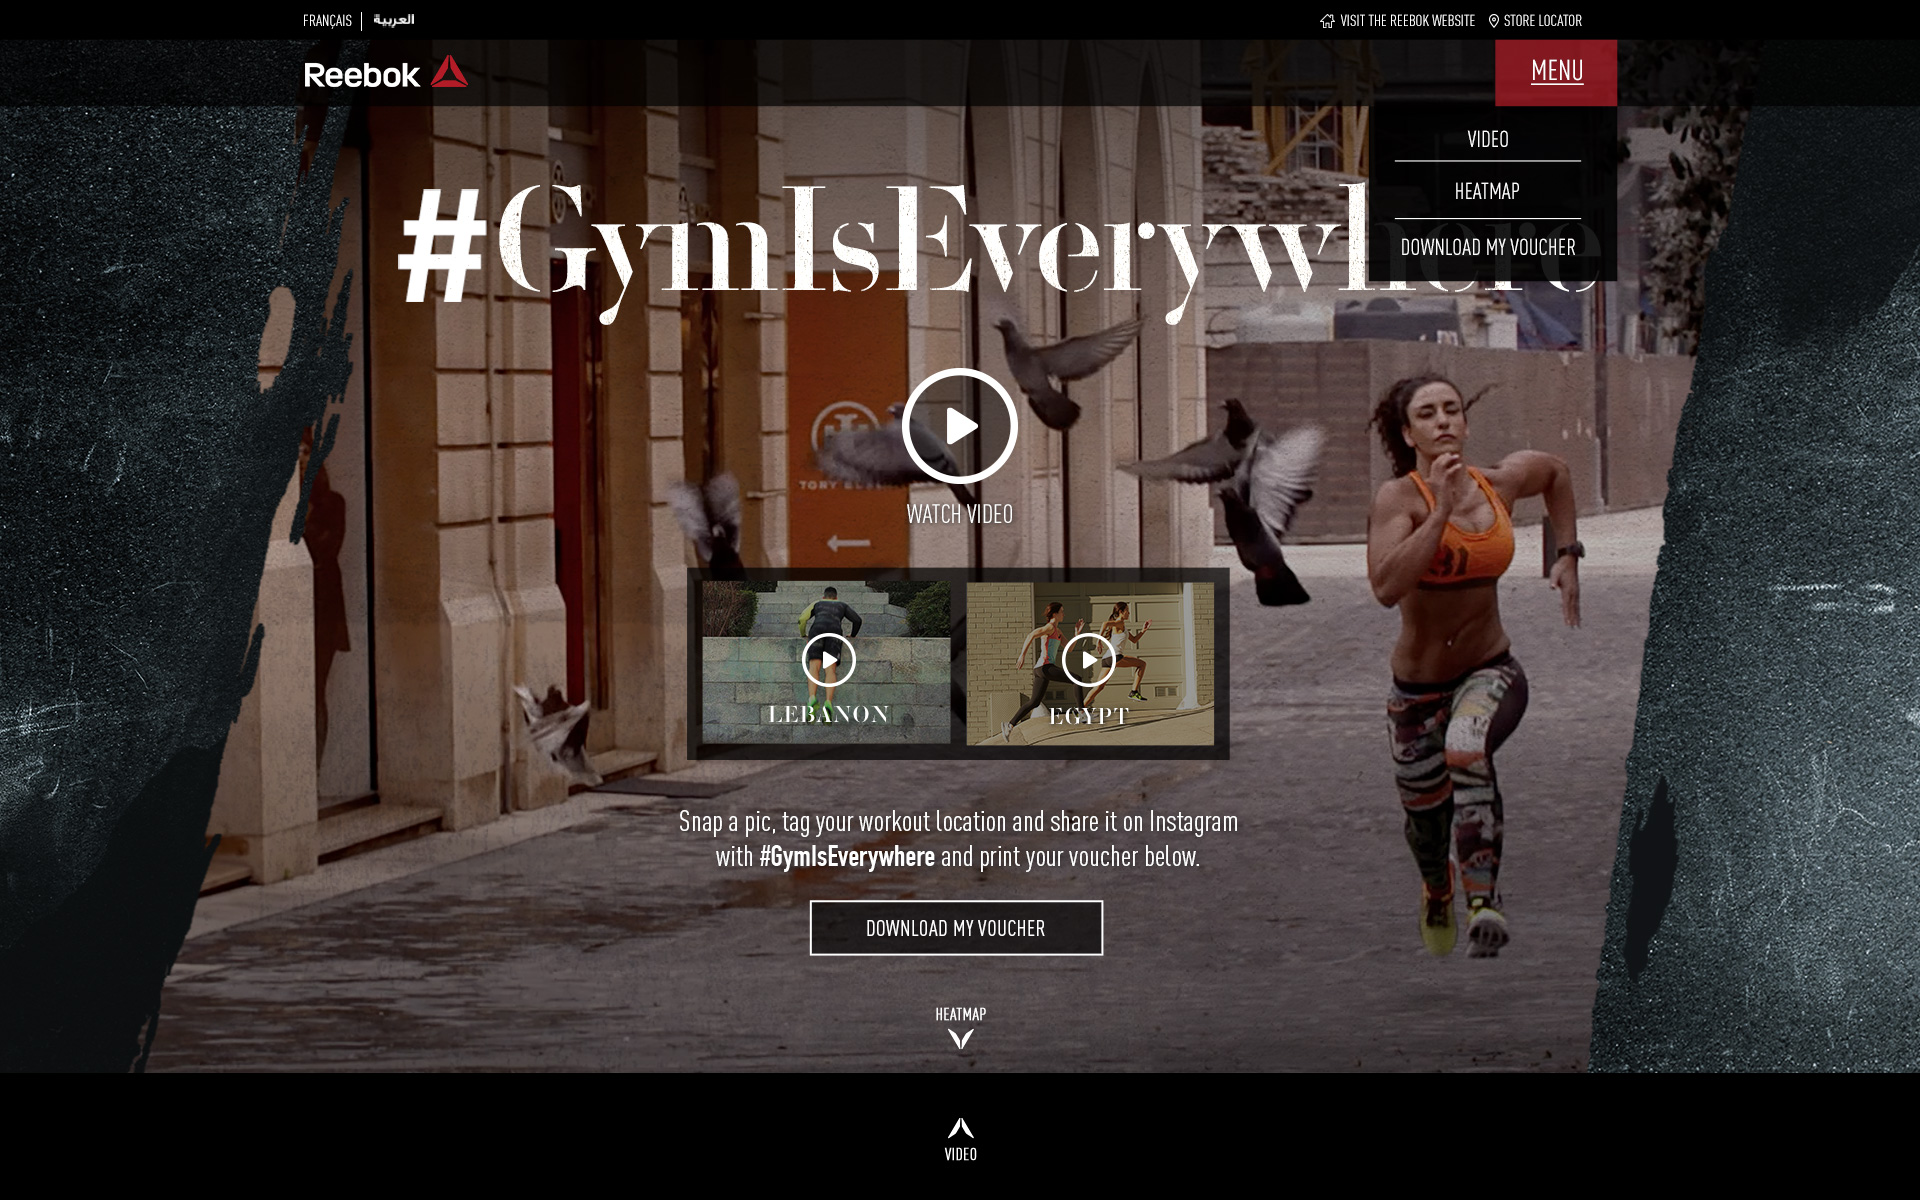 FRANÇAIS
العربية
VISIT THE REEBOK WEBSITE
STORE LOCATOR
Reebok
MENU
VIDEO
HEATMAP
DOWNLOAD MY VOUCHER
#GymIsEverywhere
TORY
WATCH VIDEO
LEBANON
EGYPT
Snap a pic, tag your workout location and share it on Instagram
with #GymIsEverywhere and print your voucher below.
DOWNLOAD MY VOUCHER
HEATMAP
VIDEO